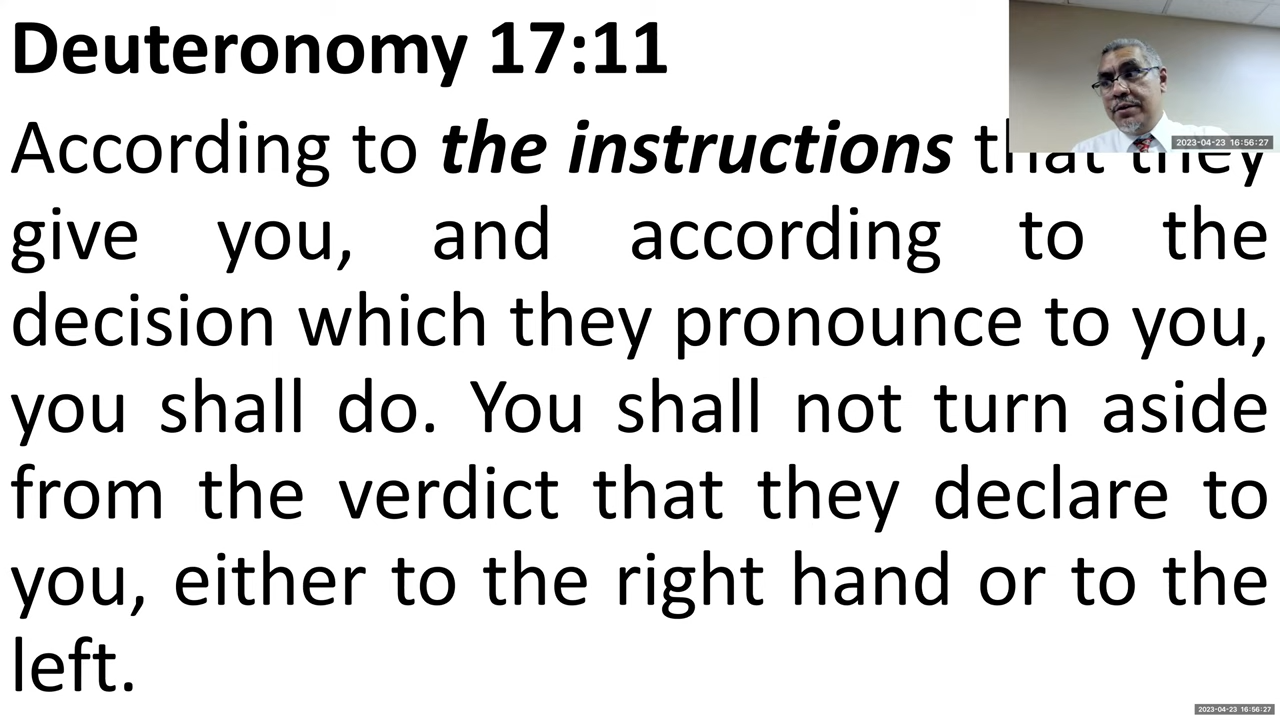 Deuteronomy 17:11
According to the instructions that they
give you, and according to the
decision which they pronounce to you,
you shall do. You shall not turn aside
from the verdict that they declare to
you, either to the right hand or to the
left.
2023-04-23 16:56:27
2023-04-23 16:56:27